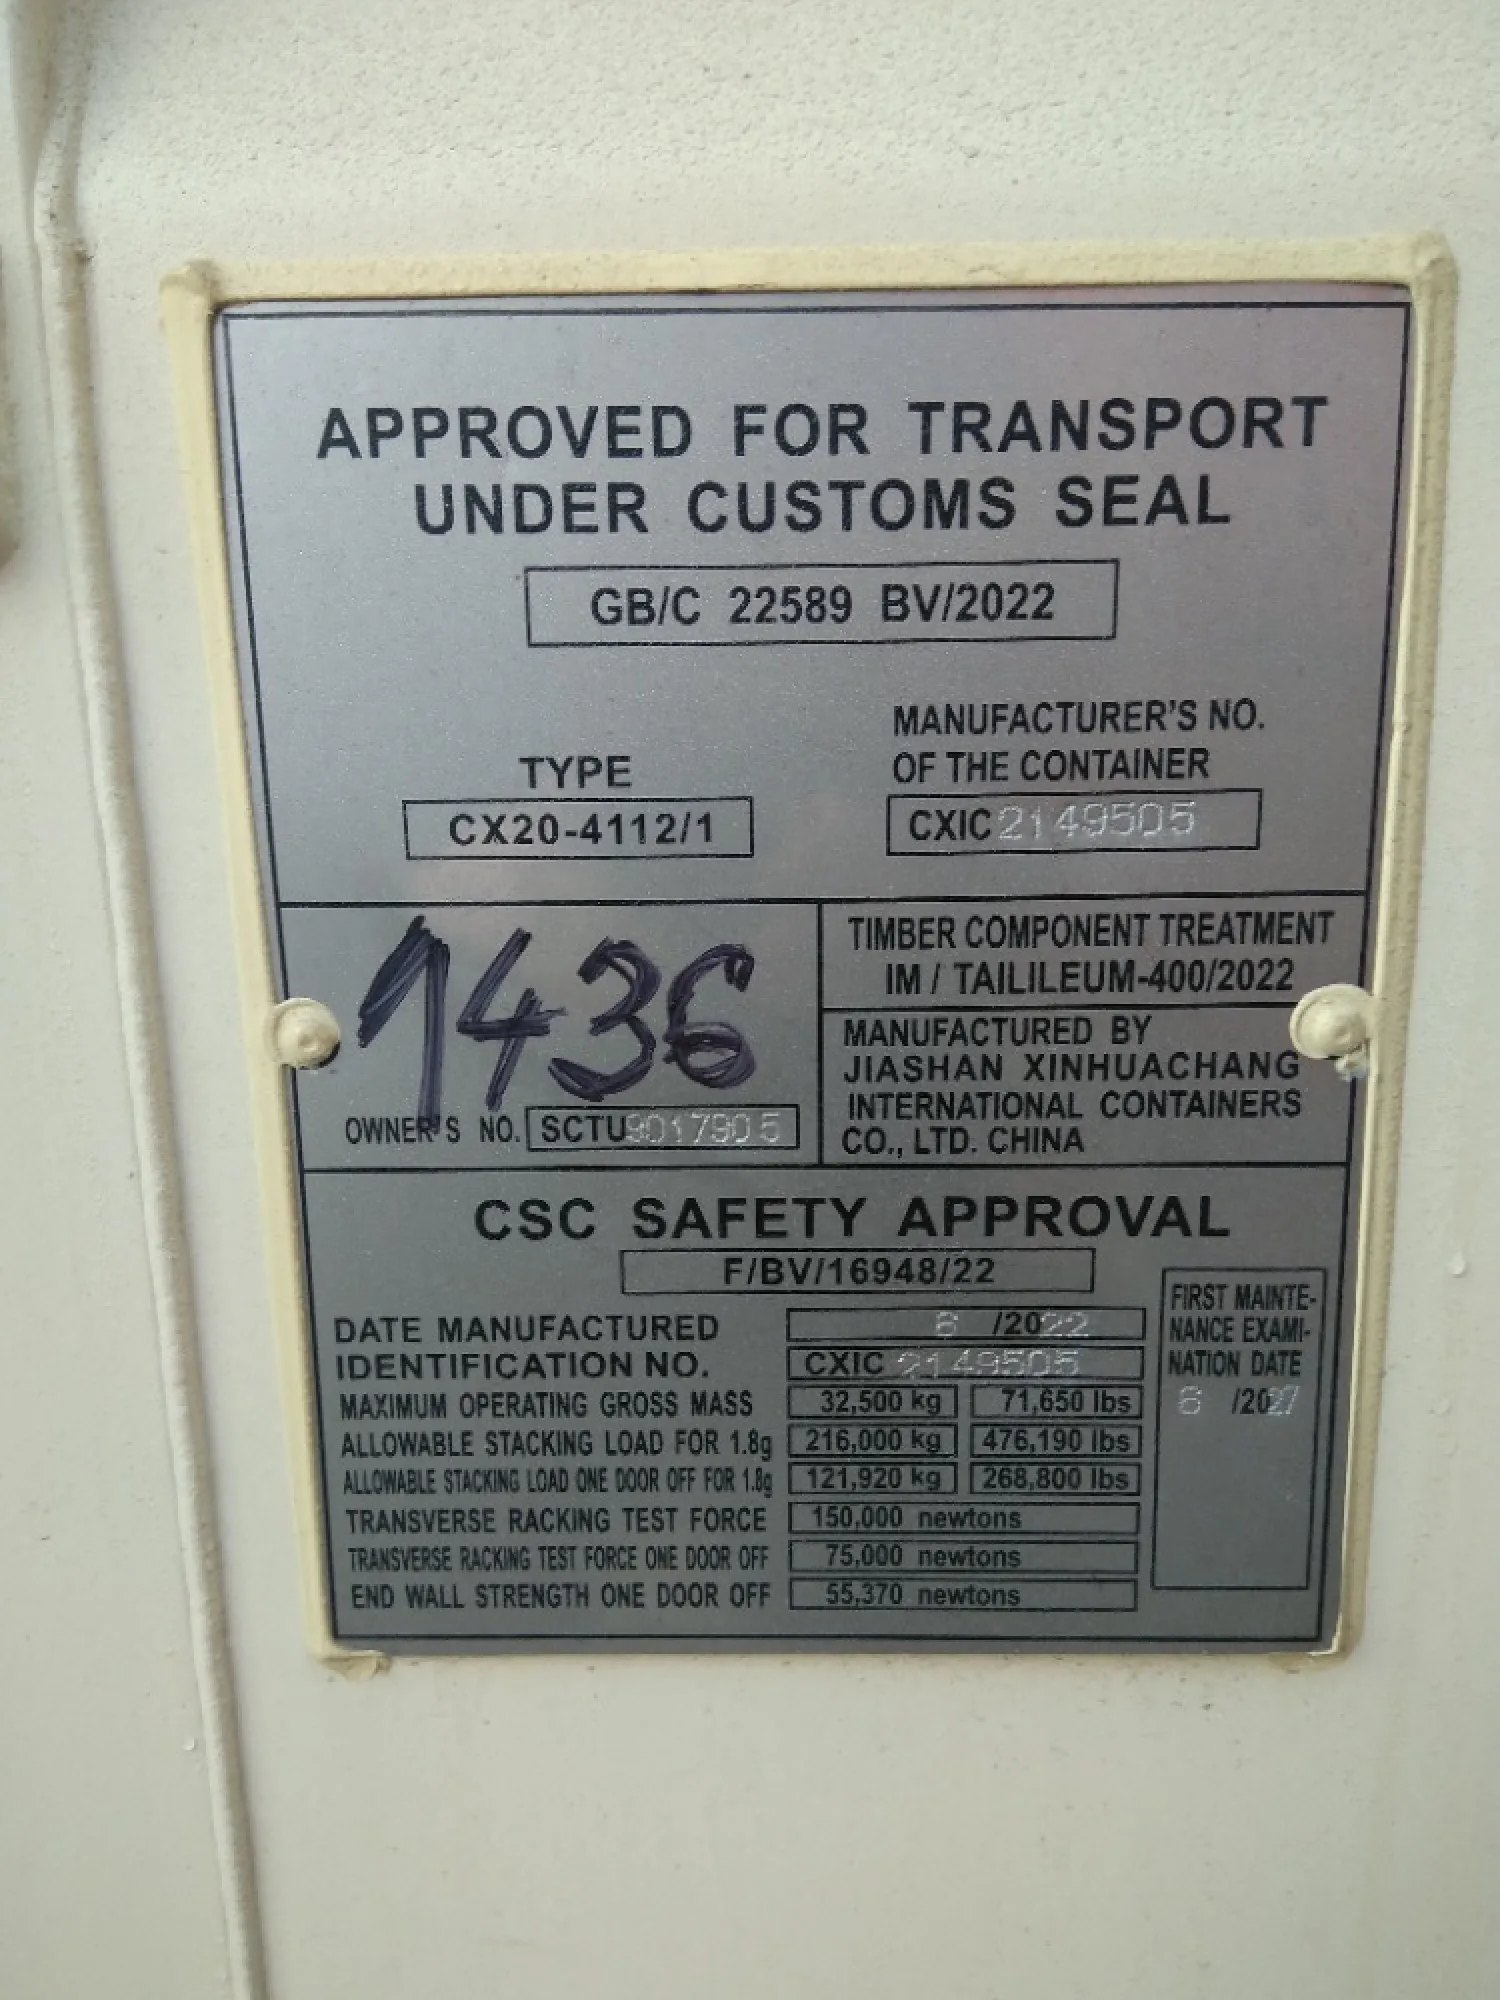 APPROVED FOR TRANSPORT
UNDER CUSTOMS SEAL
GB/C 22589 BV/2022
MANUFACTURER'S NO.
OF THE CONTAINER
TYPE
CX20-4112/1
CXIC 2149505
1436
OWNER'S NO. SCTU 9017905
TIMBER COMPONENT TREATMENT
IM / TAILILEUM-400/2022
MANUFACTURED BY
JIASHAN XINHUACHANG
INTERNATIONAL CONTAINERS
CO., LTD. CHINA
CSC SAFETY APPROVAL
F/BV/16948/22
DATE MANUFACTURED 6 /2022
IDENTIFICATION NO. CXIC 2149505
MAXIMUM OPERATING GROSS MASS 32,500 kg 71,650 lbs
ALLOWABLE STACKING LOAD FOR 1.8g 216,000 kg 476,190 lbs
ALLOWABLE STACKING LOAD ONE DOOR OFF FOR 1.8g 121,920 kg 268,800 lbs
TRANSVERSE RACKING TEST FORCE 150,000 newtons
TRANSVERSE RACKING TEST FORCE ONE DOOR OFF 75,000 newtons
END WALL STRENGTH ONE DOOR OFF 55,370 newtons
FIRST MAINTE-
NANCE EXAMI-
NATION DATE
6 /2027